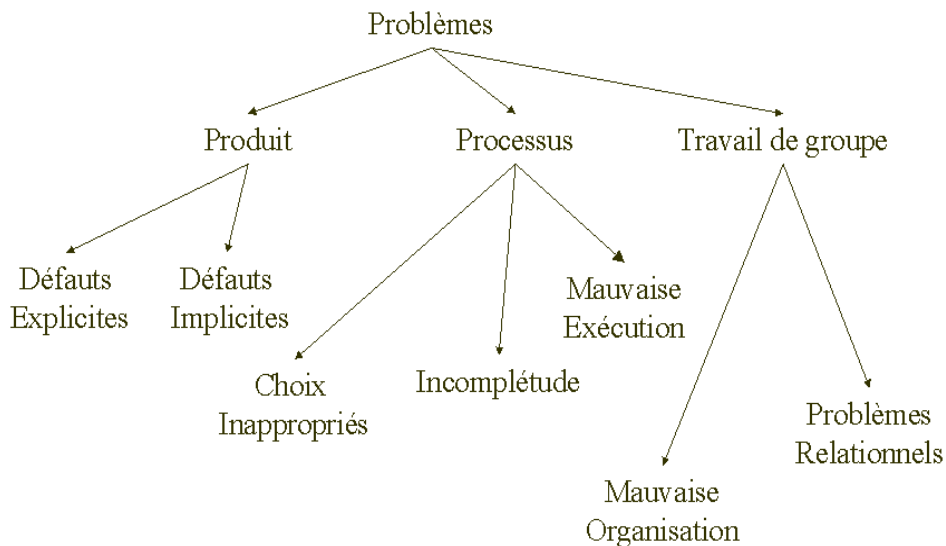 Problèmes
Produit
Processus
Travail de groupe
Défauts
Explicites
Défauts
Implicites
Mauvaise
Exécution
Choix
Inappropriés
Incomplétude
Problèmes
Relationnels
Mauvaise
Organisation